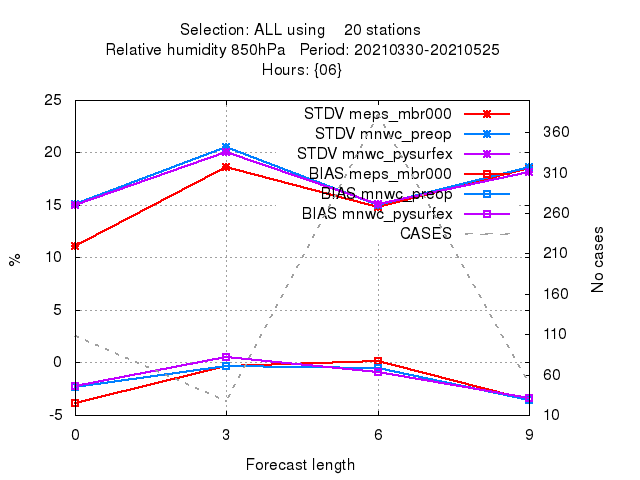 Selection: ALL using 20 stations
Relative humidity 850hPa Period: 20210330-20210525
Hours: {06}
25
20
15
10
5
0
-5
%
STDV meps_mbr000
STDV mnwc_preop
STDV mnwc_pysurfex
BIAS meps_mbr000
BIAS mnwc_preop
BIAS mnwc_pysurfex
CASES
360
310
260
210
160
110
60
10
No cases
0 3 6 9
Forecast length